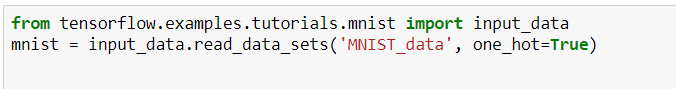 from tensorflow.examples.tutorials.mnist import input_data
mnist = input_data.read_data_sets('MNIST_data', one_hot=True)